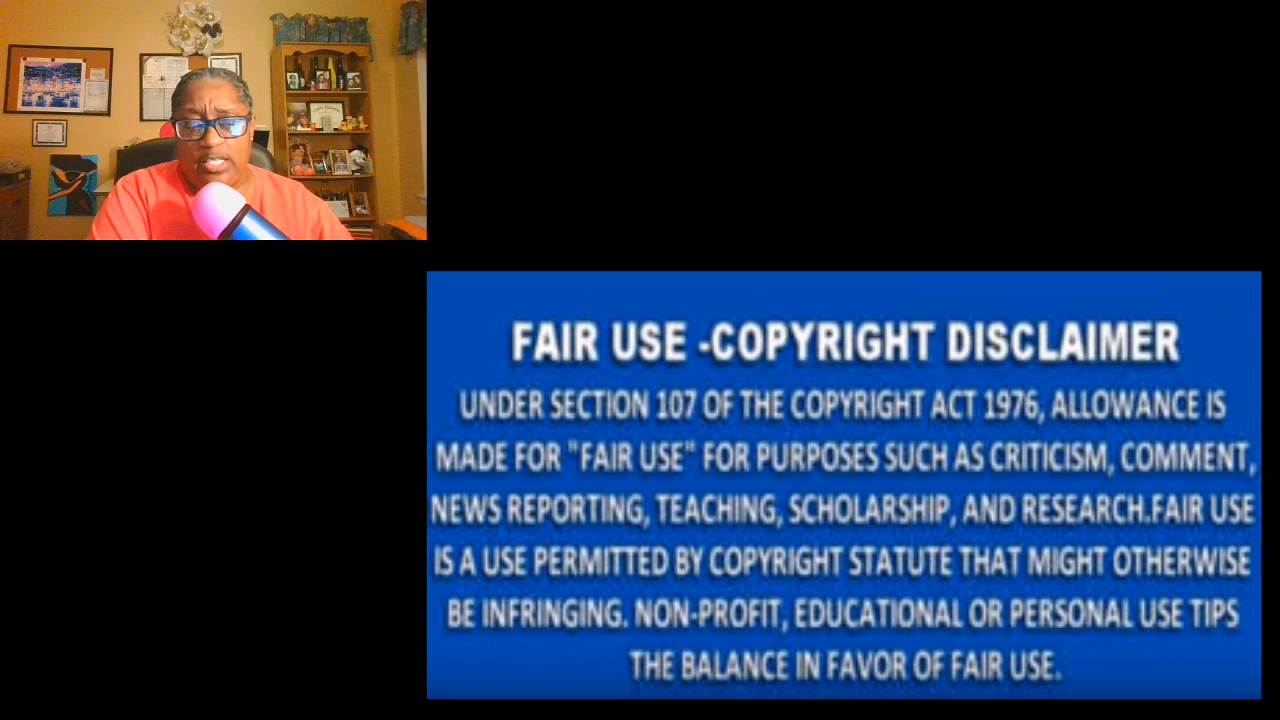 FAIR USE -COPYRIGHT DISCLAIMER
UNDER SECTION 107 OF THE COPYRIGHT ACT 1976, ALLOWANCE IS
MADE FOR "FAIR USE" FOR PURPOSES SUCH AS CRITICISM, COMMENT,
NEWS REPORTING, TEACHING, SCHOLARSHIP, AND RESEARCH.FAIR USE
IS A USE PERMITTED BY COPYRIGHT STATUTE THAT MIGHT OTHERWISE
BE INFRINGING. NON-PROFIT, EDUCATIONAL OR PERSONAL USE TIPS
THE BALANCE IN FAVOR OF FAIR USE.